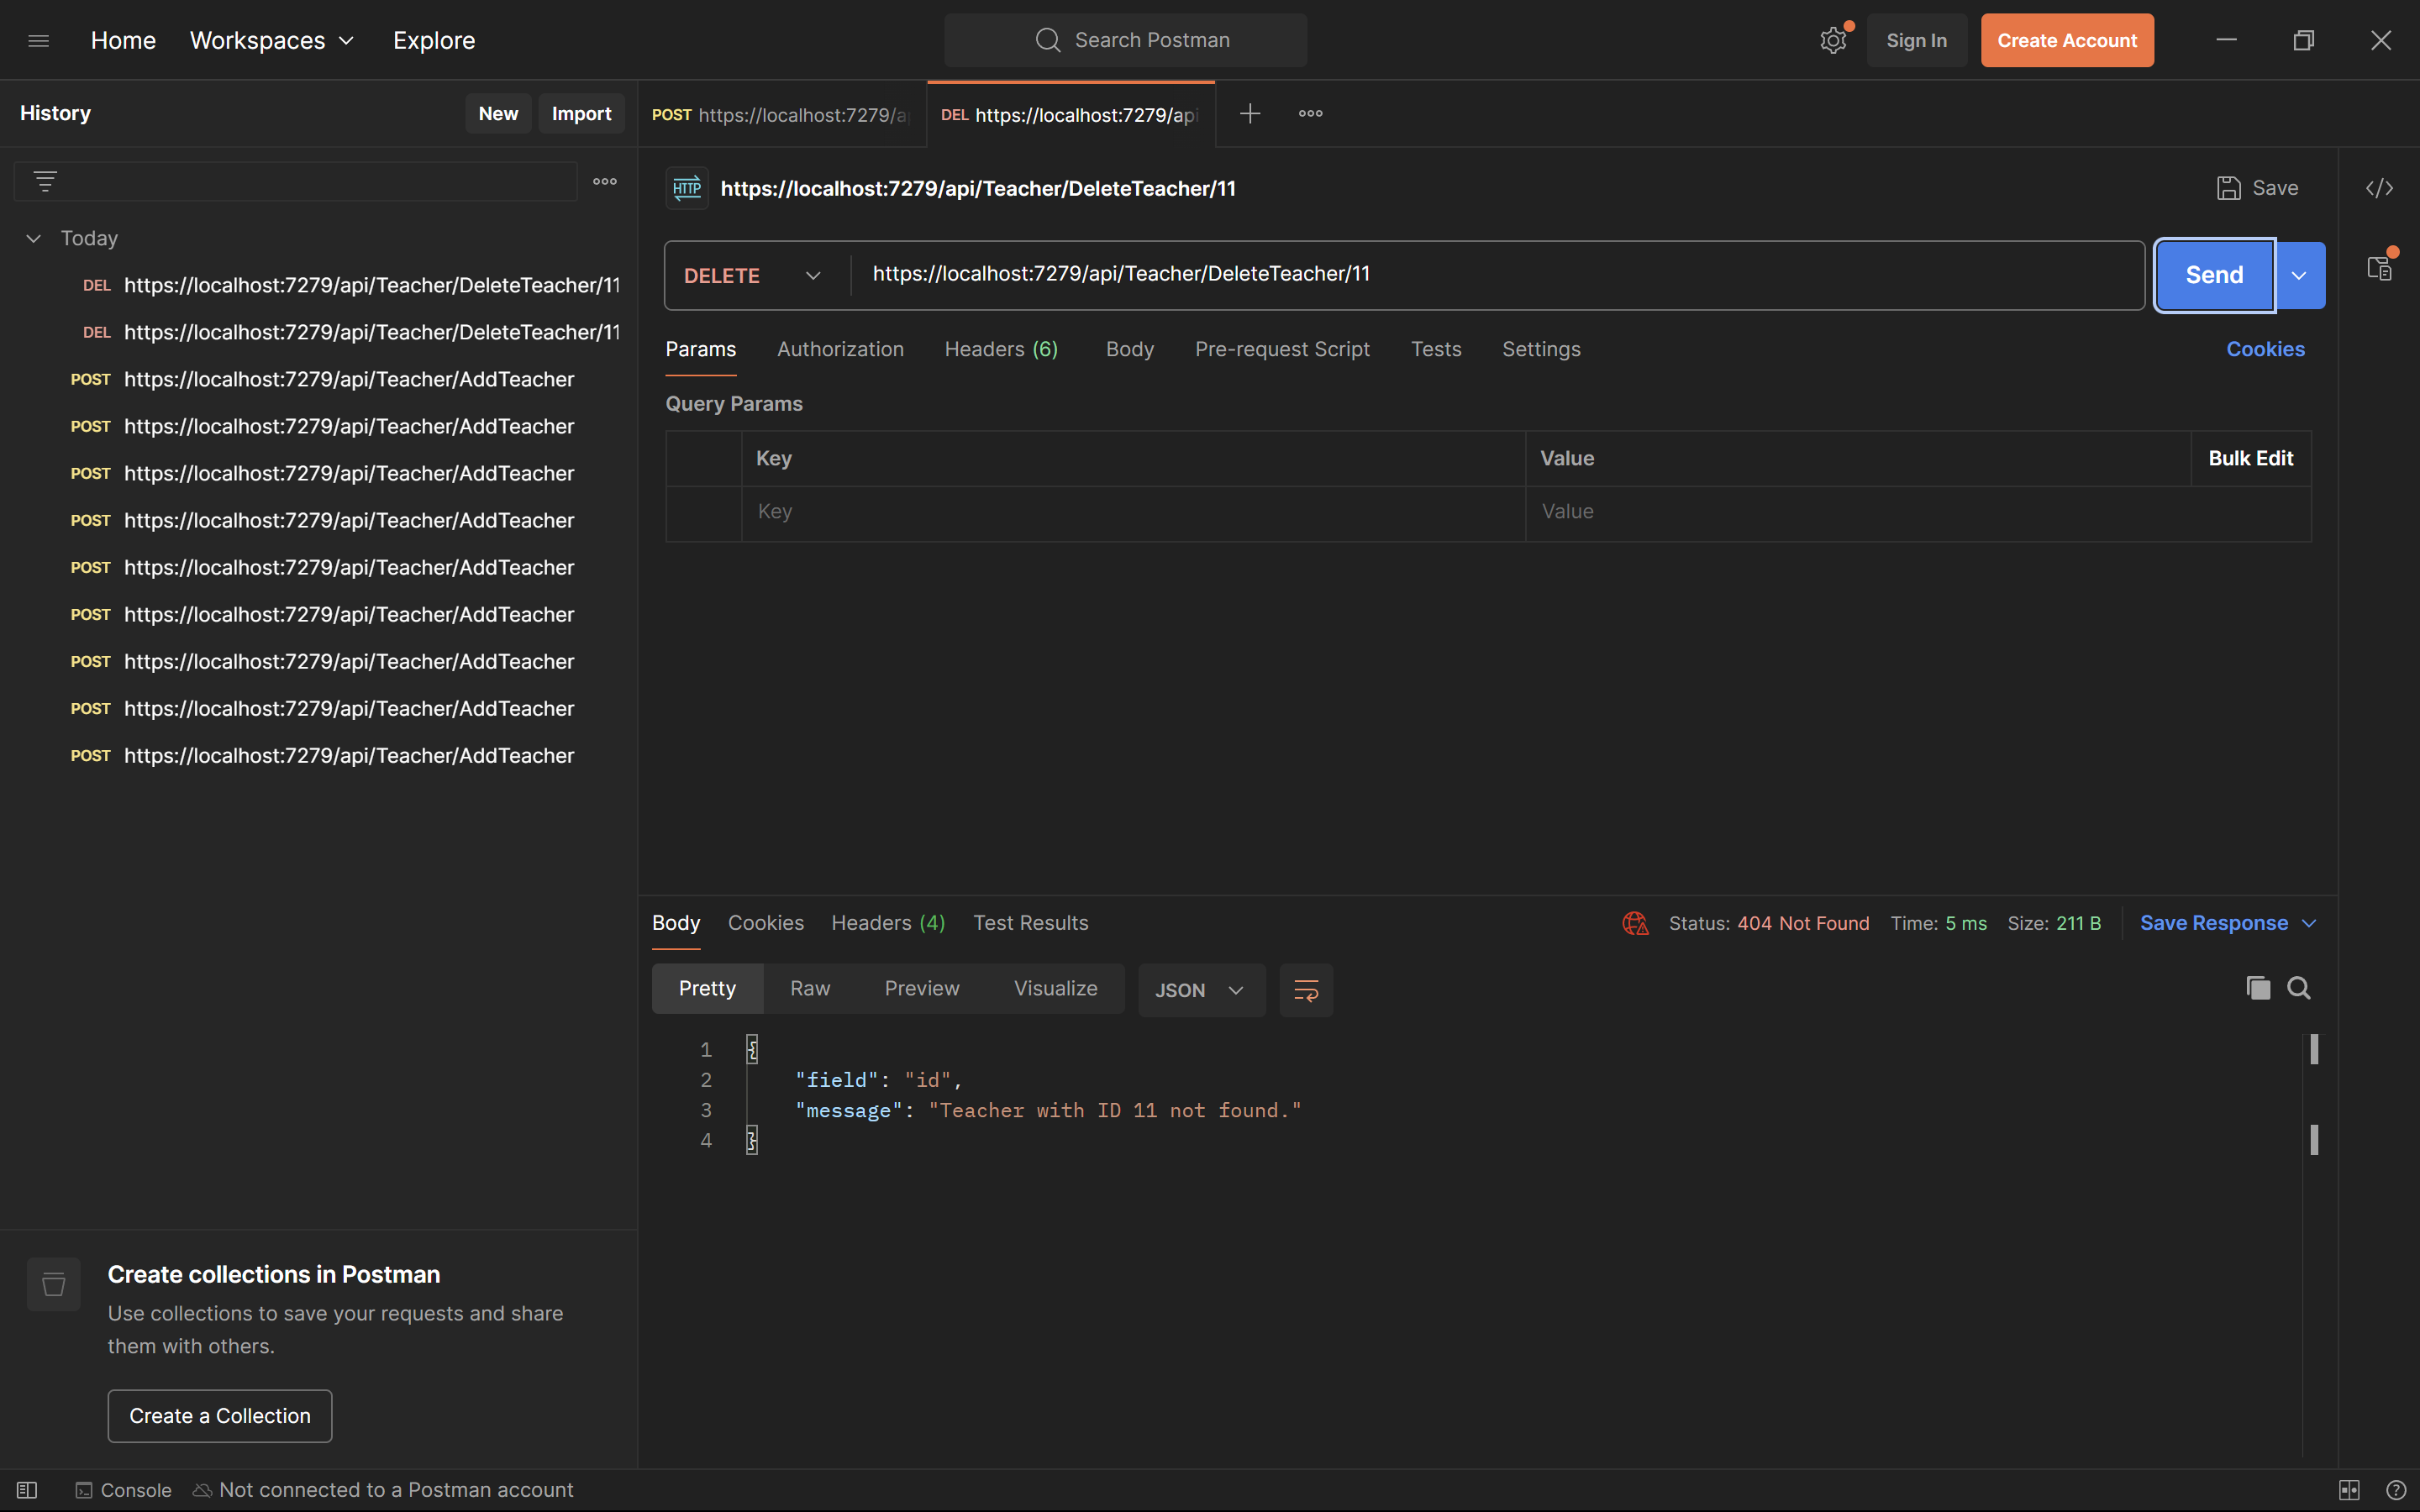 Home Workspaces Explore Search Postman Sign In Create Account
History New Import
POST https://localhost:7279/a
DEL https://localhost:7279/api
HTTP https://localhost:7279/api/Teacher/DeleteTeacher/11 Save
Today
DEL https://localhost:7279/api/Teacher/DeleteTeacher/11
DEL https://localhost:7279/api/Teacher/DeleteTeacher/11
POST https://localhost:7279/api/Teacher/AddTeacher
POST https://localhost:7279/api/Teacher/AddTeacher
POST https://localhost:7279/api/Teacher/AddTeacher
POST https://localhost:7279/api/Teacher/AddTeacher
POST https://localhost:7279/api/Teacher/AddTeacher
POST https://localhost:7279/api/Teacher/AddTeacher
POST https://localhost:7279/api/Teacher/AddTeacher
POST https://localhost:7279/api/Teacher/AddTeacher
POST https://localhost:7279/api/Teacher/AddTeacher
DELETE https://localhost:7279/api/Teacher/DeleteTeacher/11 Send
Params Authorization Headers (6) Body Pre-request Script Tests Settings Cookies
Query Params
Key Value Bulk Edit
Key Value
Body Cookies Headers (4) Test Results Status: 404 Not Found Time: 5 ms Size: 211 B Save Response
Pretty Raw Preview Visualize JSON
1 {
2 "field": "id",
3 "message": "Teacher with ID 11 not found."
4 }
Create collections in Postman
Use collections to save your requests and share
them with others.
Create a Collection
Console Not connected to a Postman account